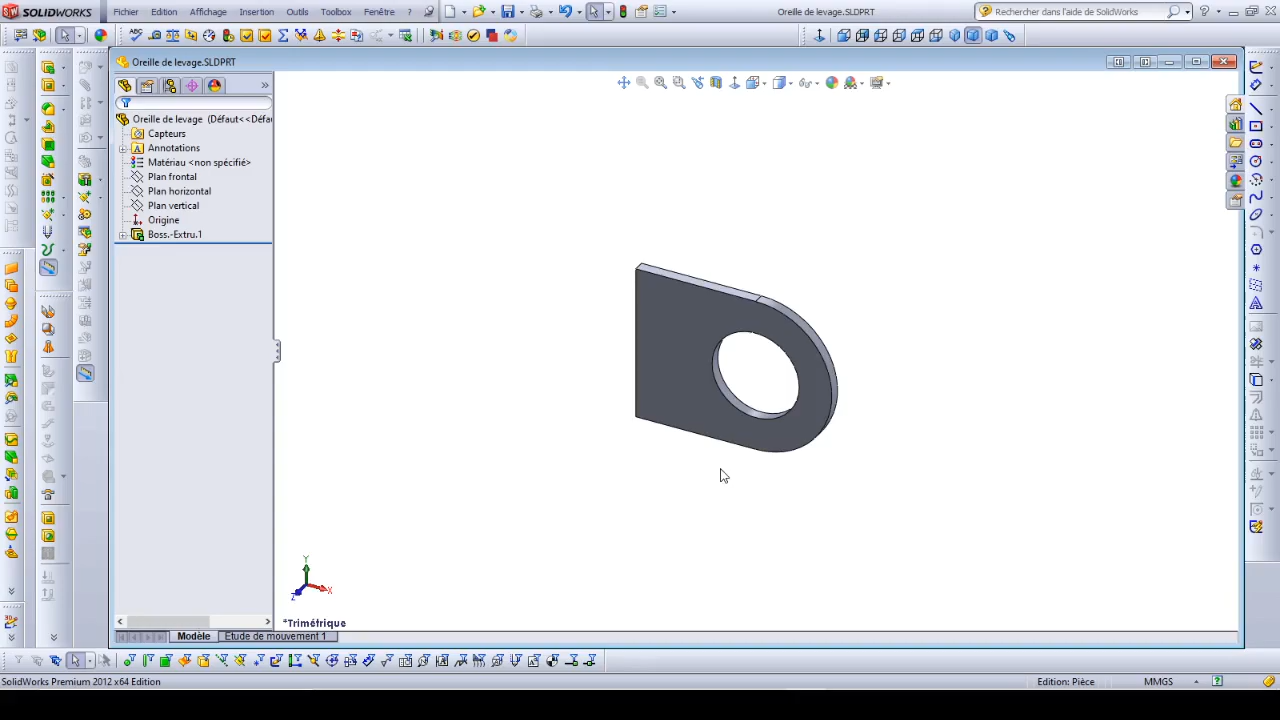 SOLIDWORKS Fichier Edition Affichage Insertion Outils Toolbox Fenêtre ? Oreille de levage.SLDPRT Rechercher dans l'aide de SolidWorks
Oreille de levage.SLDPRT
Oreille de levage (Défaut<<Défa
Capteurs
Annotations
Matériau <non spécifié>
Plan frontal
Plan horizontal
Plan vertical
Origine
Boss.-Extru.1
Y
X
Z
*Trimétrique
Modèle Etude de mouvement 1
SolidWorks Premium 2012 x64 Edition Edition: Pièce MMGS